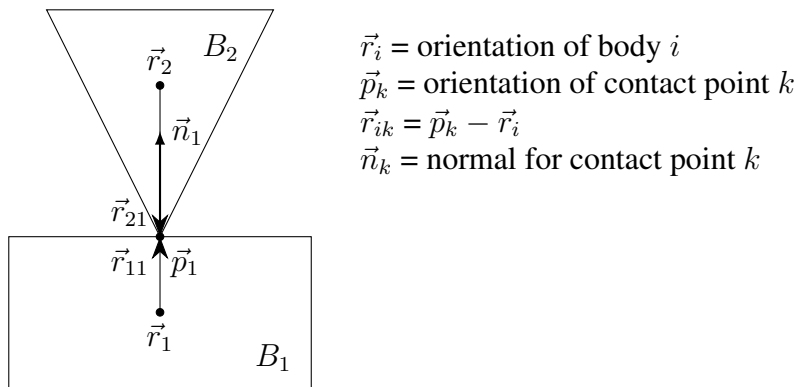 B₂
r⃗₂
n⃗₁
r⃗₂₁
r⃗₁₁ p⃗₁
r⃗₁
B₁
r⃗ᵢ = orientation of body i
p⃗ₖ = orientation of contact point k
r⃗ᵢₖ = p⃗ₖ − r⃗ᵢ
n⃗ₖ = normal for contact point k